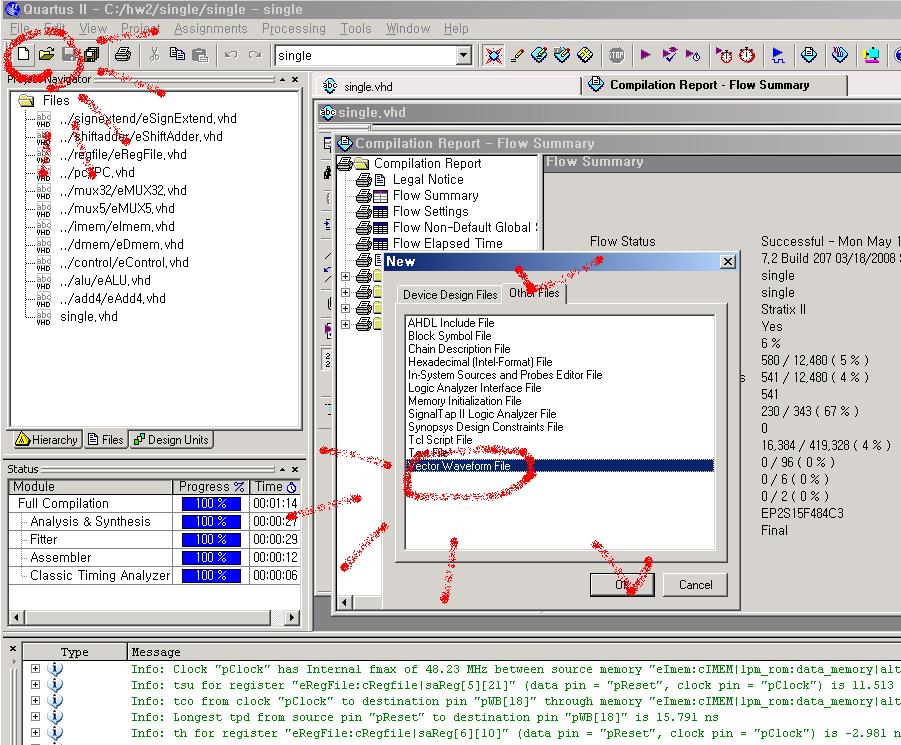 Quartus II - C:/hw2/single/single - single
File Edit View Project Assignments Processing Tools Window Help
single
Project Navigator
Files
../signextend/eSignExtend.vhd
../shiftadder/eShiftAdder.vhd
../regfile/eRegFile.vhd
../pc/PC.vhd
../mux32/eMUX32.vhd
../mux5/eMUX5.vhd
../imem/eImem.vhd
../dmem/eDmem.vhd
../control/eControl.vhd
../alu/eALU.vhd
../add4/eAdd4.vhd
single.vhd
Hierarchy Files Design Units
Status
Module Progress % Time
Full Compilation 100 % 00:01:14
Analysis & Synthesis 100 % 00:00:27
Fitter 100 % 00:00:29
Assembler 100 % 00:00:12
Classic Timing Analyzer 100 % 00:00:06
single.vhd Compilation Report - Flow Summary
single.vhd
Compilation Report - Flow Summary
Compilation Report
Legal Notice
Flow Summary
Flow Settings
Flow Non-Default Global
Flow Elapsed Time
Flow Summary
Flow Status Successful - Mon May 1
7.2 Build 207 03/18/2008
single
single
Stratix II
Yes
6 %
580 / 12,480 ( 5 % )
541 / 12,480 ( 4 % )
541
230 / 343 ( 67 % )
0
16,384 / 419,328 ( 4 % )
0 / 96 ( 0 % )
0 / 6 ( 0 % )
0 / 2 ( 0 % )
EP2S15F484C3
Final
New
Device Design Files Other Files
AHDL Include File
Block Symbol File
Chain Description File
Hexadecimal (Intel-Format) File
In-System Sources and Probes Editor File
Logic Analyzer Interface File
Memory Initialization File
SignalTap II Logic Analyzer File
Synopsys Design Constraints File
Tcl Script File
Text File
Vector Waveform File
OK Cancel
Type Message
Info: Clock "pClock" has Internal fmax of 48.23 MHz between source memory "eImem:cIMEM|lpm_rom:data_memory|alt
Info: tsu for register "eRegFile:cRegfile|saReg[5][21]" (data pin = "pReset", clock pin = "pClock") is 11.513
Info: tco from clock "pClock" to destination pin "pWB[18]" through memory "eImem:cIMEM|lpm_rom:data_memory|alt
Info: Longest tpd from source pin "pReset" to destination pin "pWB[18]" is 15.791 ns
Info: th for register "eRegFile:cRegfile|saReg[6][10]" (data pin = "pReset", clock pin = "pClock") is -2.981 n